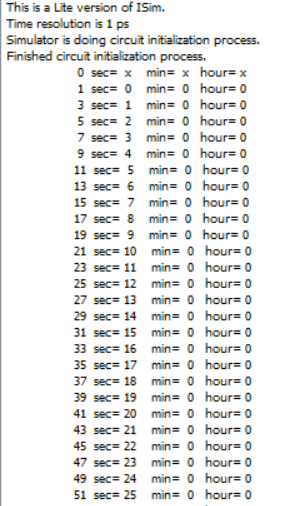 This is a Lite version of ISim.
Time resolution is 1 ps
Simulator is doing circuit initialization process.
Finished circuit initialization process.
0 sec= x min= x hour= x
1 sec= 0 min= 0 hour= 0
3 sec= 1 min= 0 hour= 0
5 sec= 2 min= 0 hour= 0
7 sec= 3 min= 0 hour= 0
9 sec= 4 min= 0 hour= 0
11 sec= 5 min= 0 hour= 0
13 sec= 6 min= 0 hour= 0
15 sec= 7 min= 0 hour= 0
17 sec= 8 min= 0 hour= 0
19 sec= 9 min= 0 hour= 0
21 sec= 10 min= 0 hour= 0
23 sec= 11 min= 0 hour= 0
25 sec= 12 min= 0 hour= 0
27 sec= 13 min= 0 hour= 0
29 sec= 14 min= 0 hour= 0
31 sec= 15 min= 0 hour= 0
33 sec= 16 min= 0 hour= 0
35 sec= 17 min= 0 hour= 0
37 sec= 18 min= 0 hour= 0
39 sec= 19 min= 0 hour= 0
41 sec= 20 min= 0 hour= 0
43 sec= 21 min= 0 hour= 0
45 sec= 22 min= 0 hour= 0
47 sec= 23 min= 0 hour= 0
49 sec= 24 min= 0 hour= 0
51 sec= 25 min= 0 hour= 0